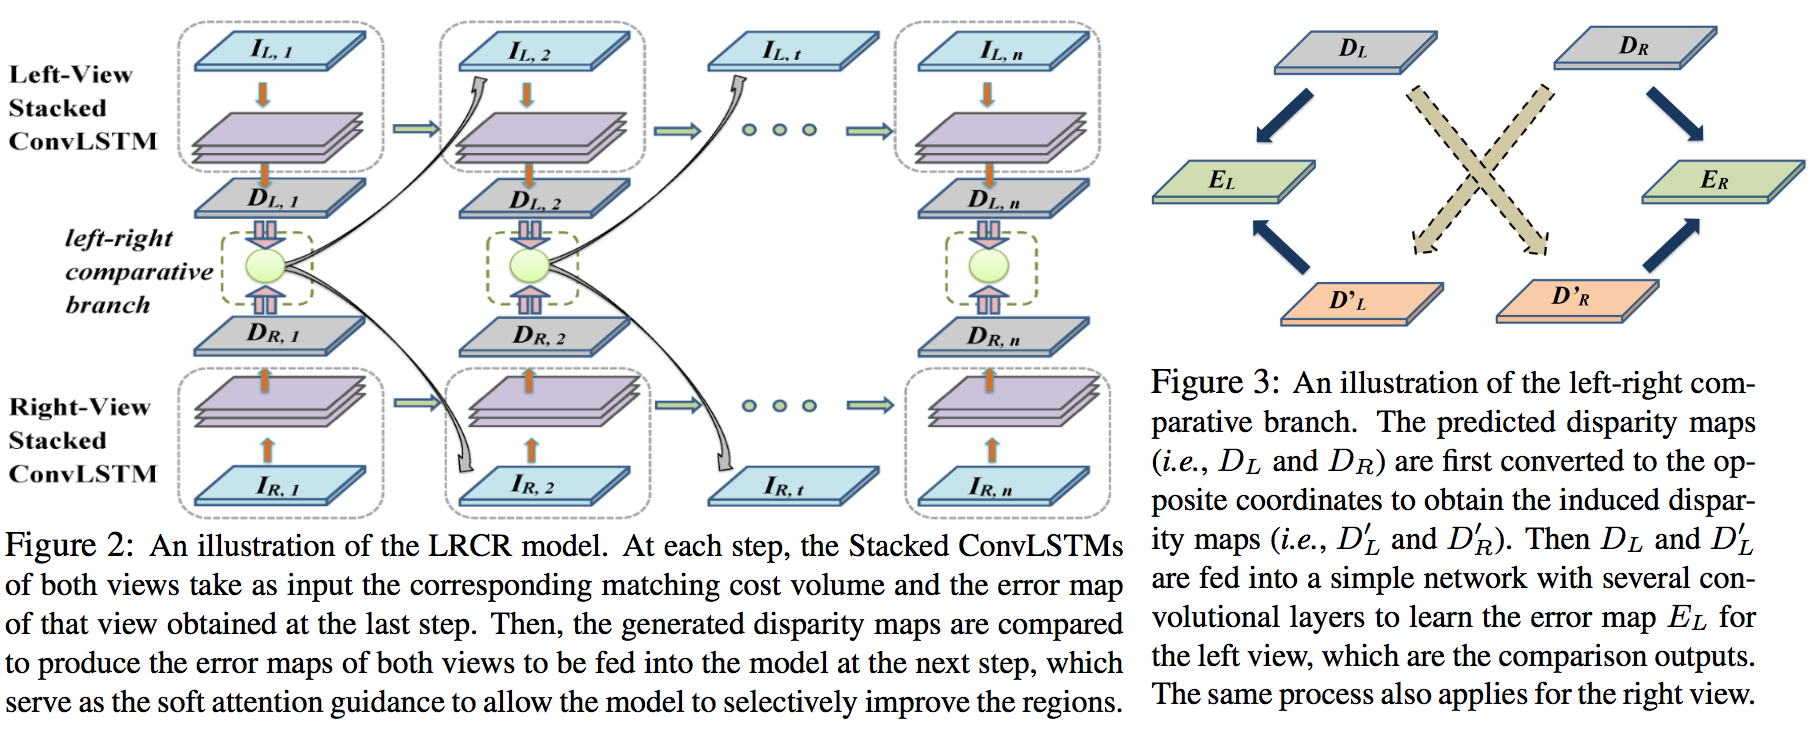 I_{L, 1}
I_{L, 2}
I_{L, t}
I_{L, n}
Left-View
Stacked
ConvLSTM
D_{L, 1}
D_{L, 2}
D_{L, n}
left-right
comparative
branch
D_{R, 1}
D_{R, 2}
D_{R, n}
Right-View
Stacked
ConvLSTM
I_{R, 1}
I_{R, 2}
I_{R, t}
I_{R, n}
Figure 2: An illustration of the LRCR model. At each step, the Stacked ConvLSTMs
of both views take as input the corresponding matching cost volume and the error map
of that view obtained at the last step. Then, the generated disparity maps are compared
to produce the error maps of both views to be fed into the model at the next step, which
serve as the soft attention guidance to allow the model to selectively improve the regions.
D_L
D_R
E_L
E_R
D’_L
D’_R
Figure 3: An illustration of the left-right com-
parative branch. The predicted disparity maps
(i.e., D_L and D_R) are first converted to the op-
posite coordinates to obtain the induced dispar-
ity maps (i.e., D′_L and D′_R). Then D_L and D′_L
are fed into a simple network with several con-
volutional layers to learn the error map E_L for
the left view, which are the comparison outputs.
The same process also applies for the right view.